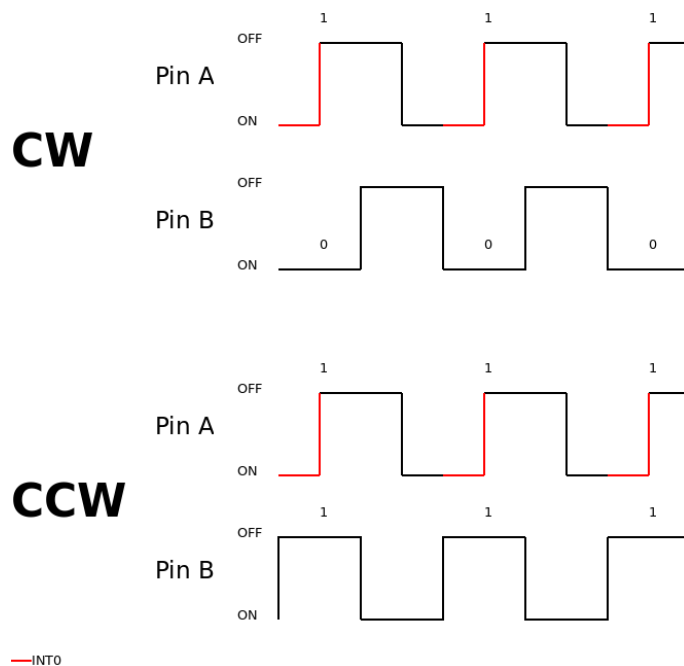 1 1 1
OFF
Pin A
ON
CW
OFF
Pin B
0 0 0
ON
1 1 1
OFF
Pin A
ON
CCW
1 1 1
OFF
Pin B
ON
INT0